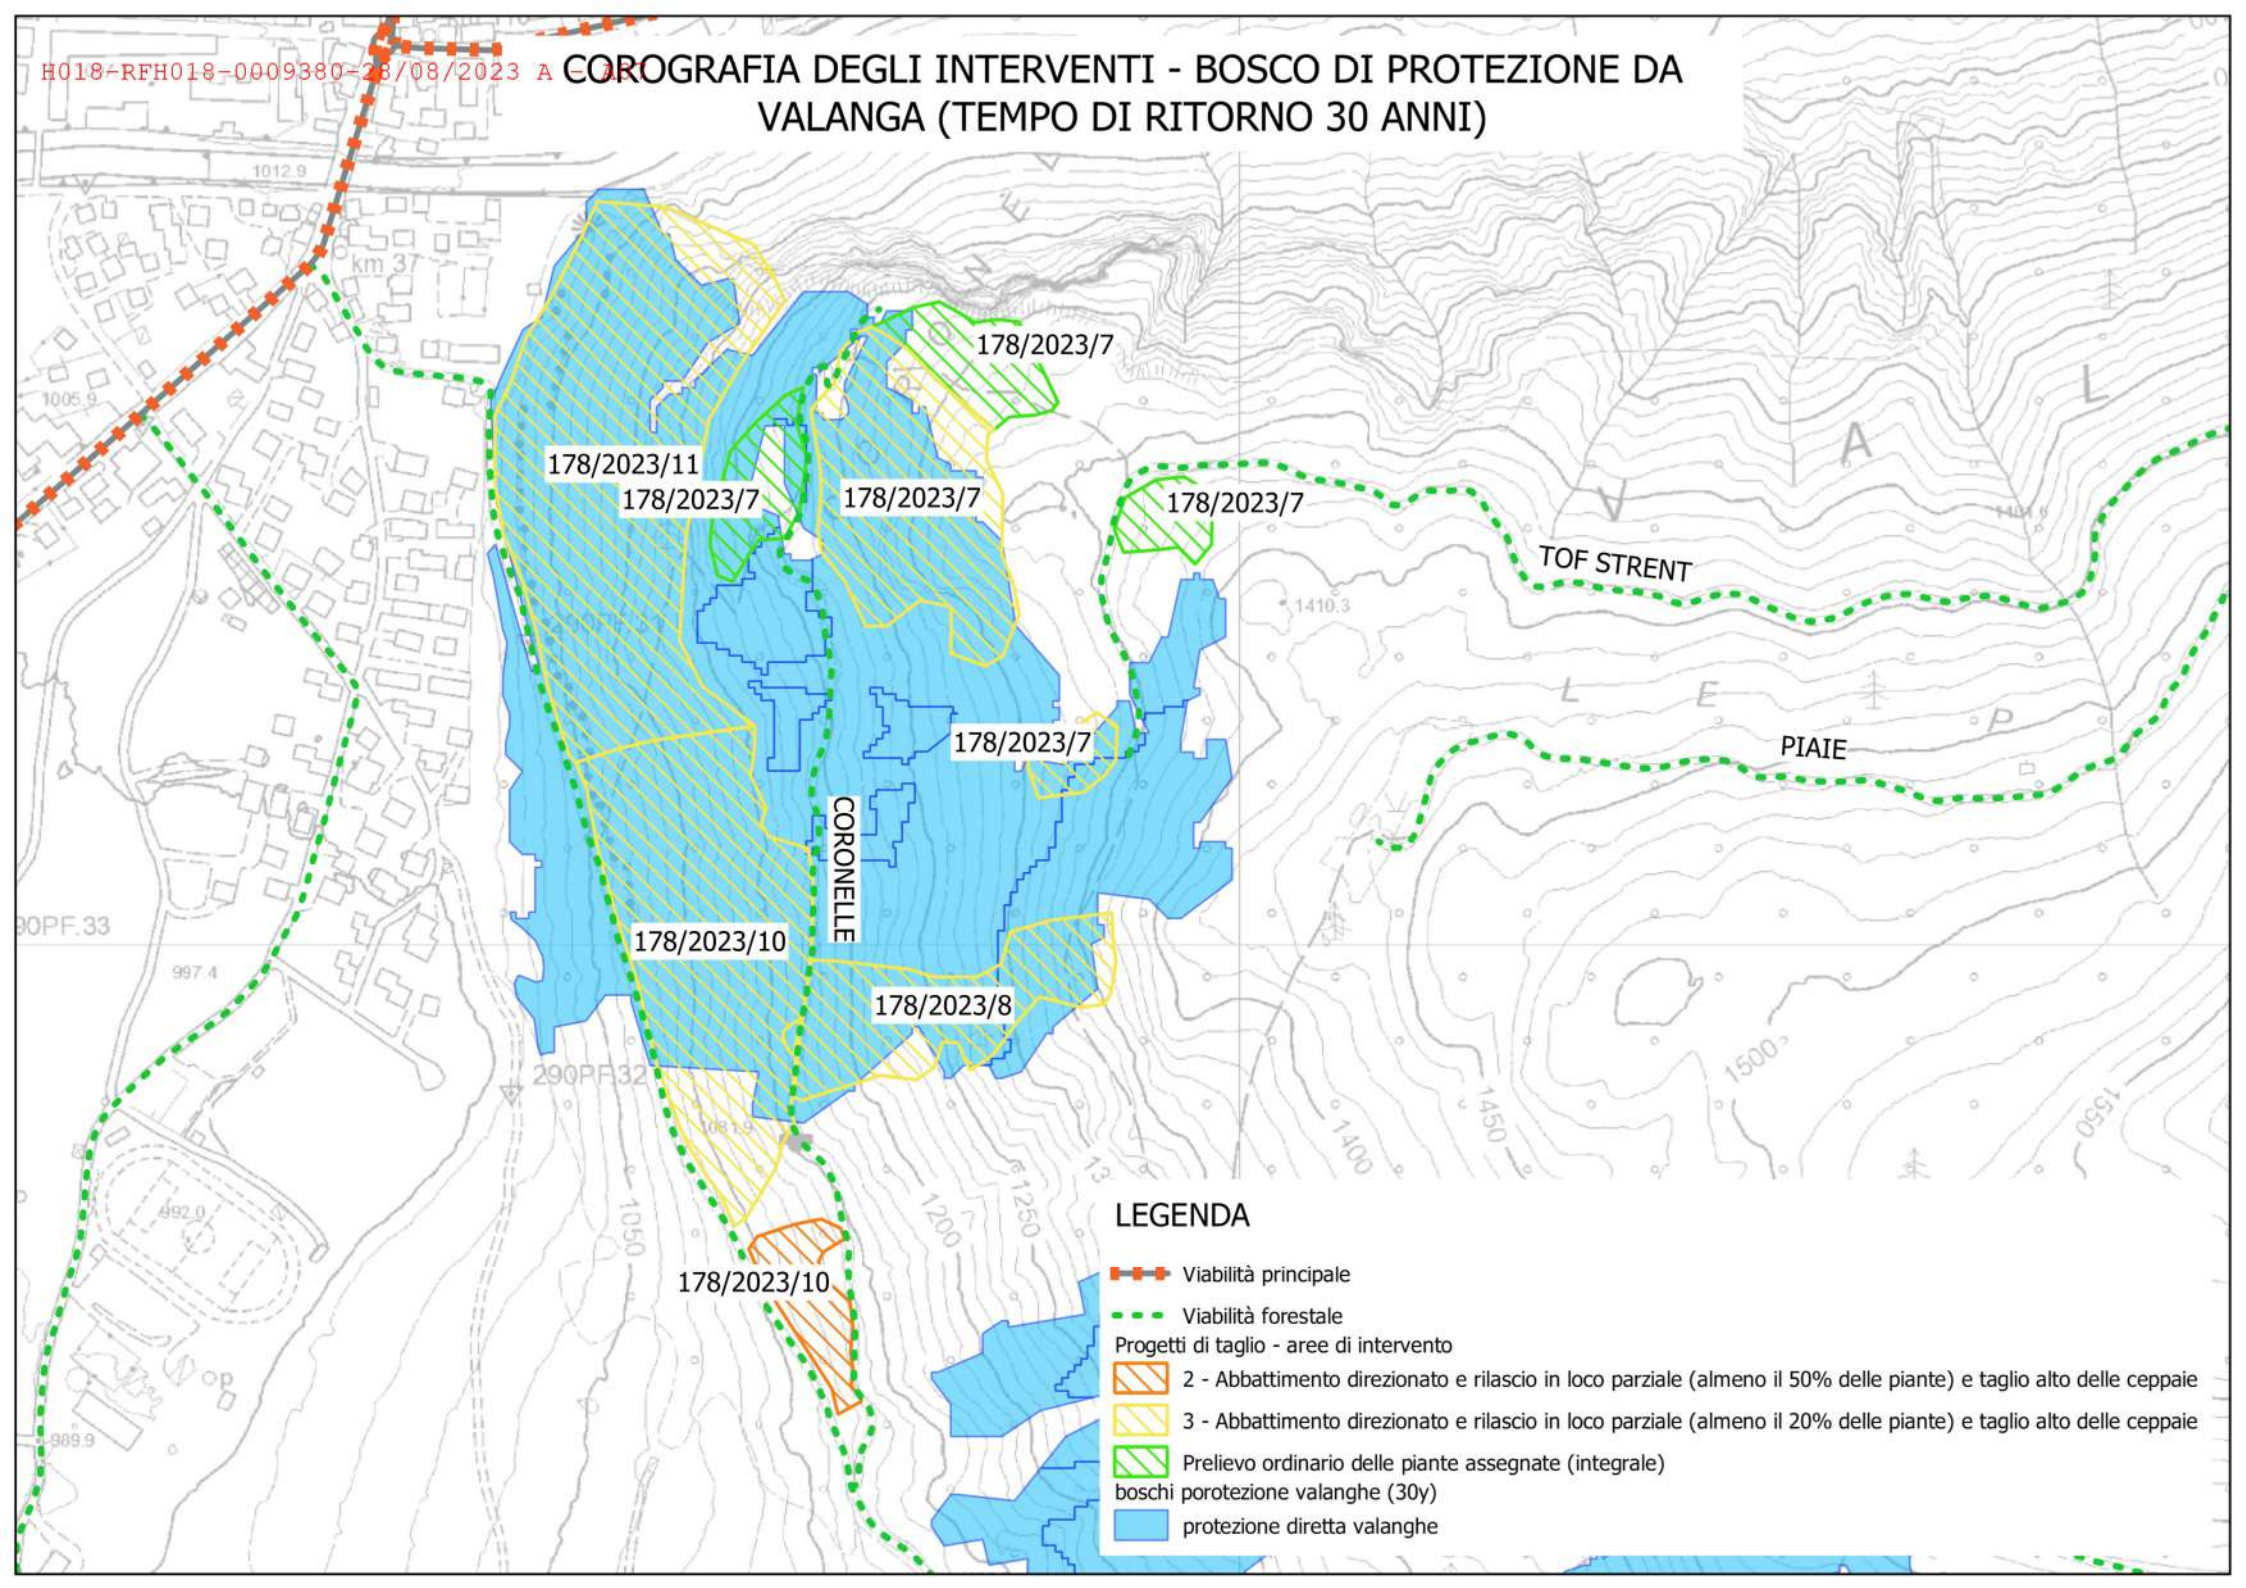 H018-RFH018-0009380-28/08/2023 A - A87
COROGRAFIA DEGLI INTERVENTI - BOSCO DI PROTEZIONE DA
VALANGA (TEMPO DI RITORNO 30 ANNI)
1012.9
km 37
1005.9
178/2023/7
178/2023/11
178/2023/7
178/2023/7
178/2023/7
V A L
TOF STRENT
1410.3
290PF.31
L E P
178/2023/7
PIAIE
CORONELLE
90PF.33
178/2023/10
997.4
178/2023/8
290PF.32
1081.9
1500
1450
1550
1400
13
1250
1200
1050
992.0
178/2023/10
989.9
LEGENDA
Viabilità principale
Viabilità forestale
Progetti di taglio - aree di intervento
2 - Abbattimento direzionato e rilascio in loco parziale (almeno il 50% delle piante) e taglio alto delle ceppaie
3 - Abbattimento direzionato e rilascio in loco parziale (almeno il 20% delle piante) e taglio alto delle ceppaie
Prelievo ordinario delle piante assegnate (integrale)
boschi porotezione valanghe (30y)
protezione diretta valanghe